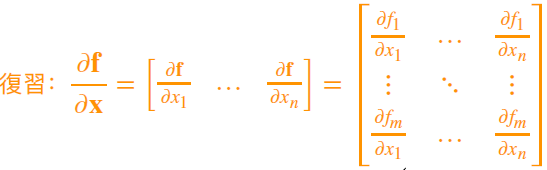 復習: ∂f/∂x = [∂f/∂x₁ … ∂f/∂xₙ] = [∂f₁/∂x₁ … ∂f₁/∂xₙ ⋮ ⋱ ⋮ ∂fₘ/∂x₁ … ∂fₘ/∂xₙ]